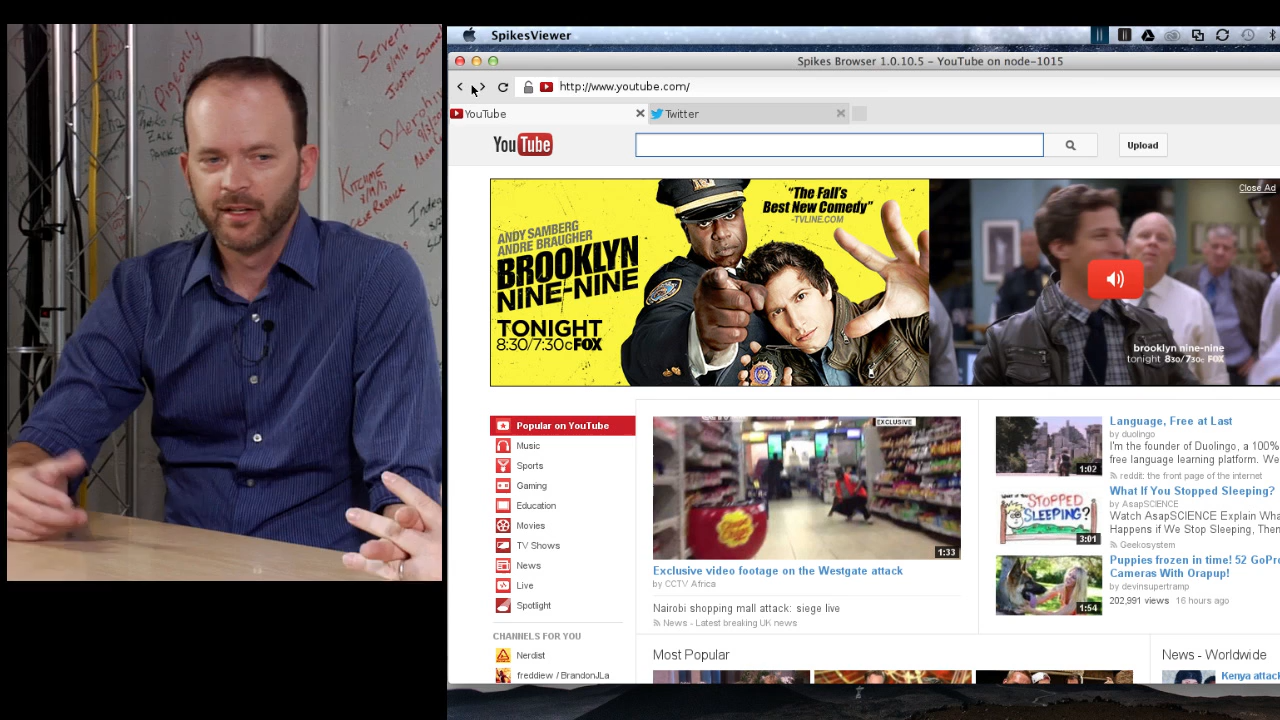 Pigeonly
Zack
Kitchme
SpikesViewer
Spikes Browser 1.0.10.5 – YouTube on node-1015
http://www.youtube.com/
YouTube
Twitter
YouTube
Upload
Close Ad
"The Fall's
Best New Comedy"
-TVLINE.COM
ANDY SAMBERG
ANDRE BRAUGHER
BROOKLYN
NINE-NINE
TONIGHT
8:30/7:30c FOX
brooklyn nine-nine
tonight 8:30/7:30c FOX
Popular on YouTube
Music
Sports
Gaming
Education
Movies
TV Shows
News
Live
Spotlight
CHANNELS FOR YOU
Nerdist
freddiew / BrandonJLa
EXCLUSIVE
1:33
Exclusive video footage on the Westgate attack
by CCTV Africa
Nairobi shopping mall attack: siege live
News - Latest breaking UK news
1:02
Language, Free at Last
by duolingo
I'm the founder of Duolingo, a 100%
free language learning platform. We
reddit: the front page of the internet
STOPPED
SLEEPING?
3:01
What If You Stopped Sleeping?
by AsapSCIENCE
Watch AsapSCIENCE Explain Wha
Happens if We Stop Sleeping, Then
Geekosystem
1:54
Puppies frozen in time! 52 GoPro
Cameras With Orapup!
by devinsupertramp
202,991 views 16 hours ago
Most Popular
News - Worldwide
Kenya attack